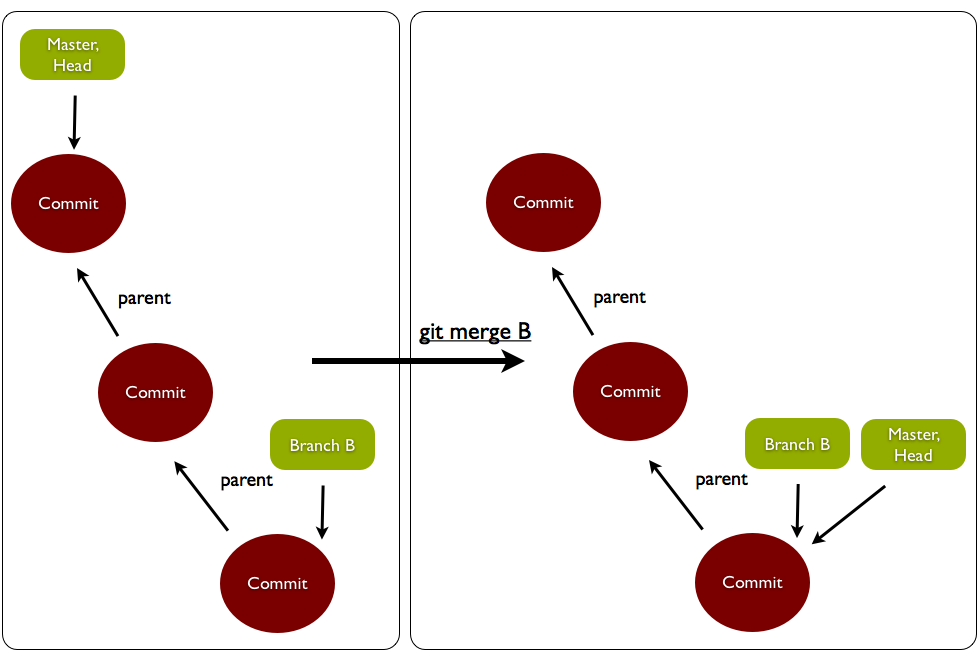 Master,
Head
Commit
parent
Commit
Branch B
parent
Commit
git merge B
Commit
parent
Commit
Branch B
Master,
Head
parent
Commit